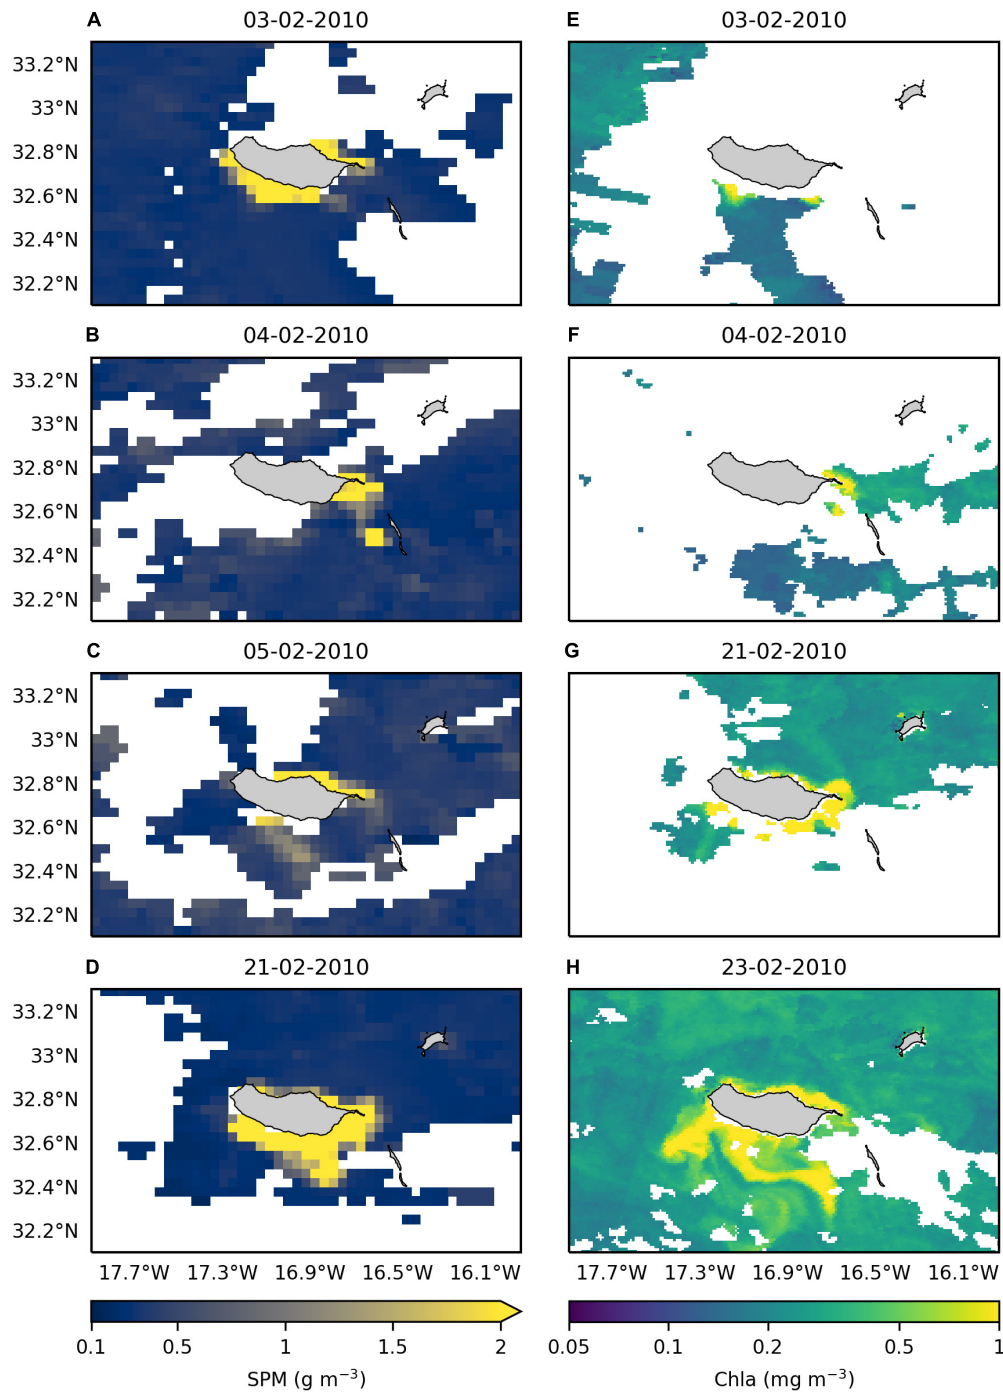 A 03-02-2010 E 03-02-2010
33.2°N
33°N
32.8°N
32.6°N
32.4°N
32.2°N
B 04-02-2010 F 04-02-2010
33.2°N
33°N
32.8°N
32.6°N
32.4°N
32.2°N
C 05-02-2010 G 21-02-2010
33.2°N
33°N
32.8°N
32.6°N
32.4°N
32.2°N
D 21-02-2010 H 23-02-2010
33.2°N
33°N
32.8°N
32.6°N
32.4°N
32.2°N
17.7°W 17.3°W 16.9°W 16.5°W 16.1°W 17.7°W 17.3°W 16.9°W 16.5°W 16.1°W
0.1 0.5 1 1.5 2 0.05 0.1 0.2 0.5 1
SPM (g m⁻³) Chla (mg m⁻³)